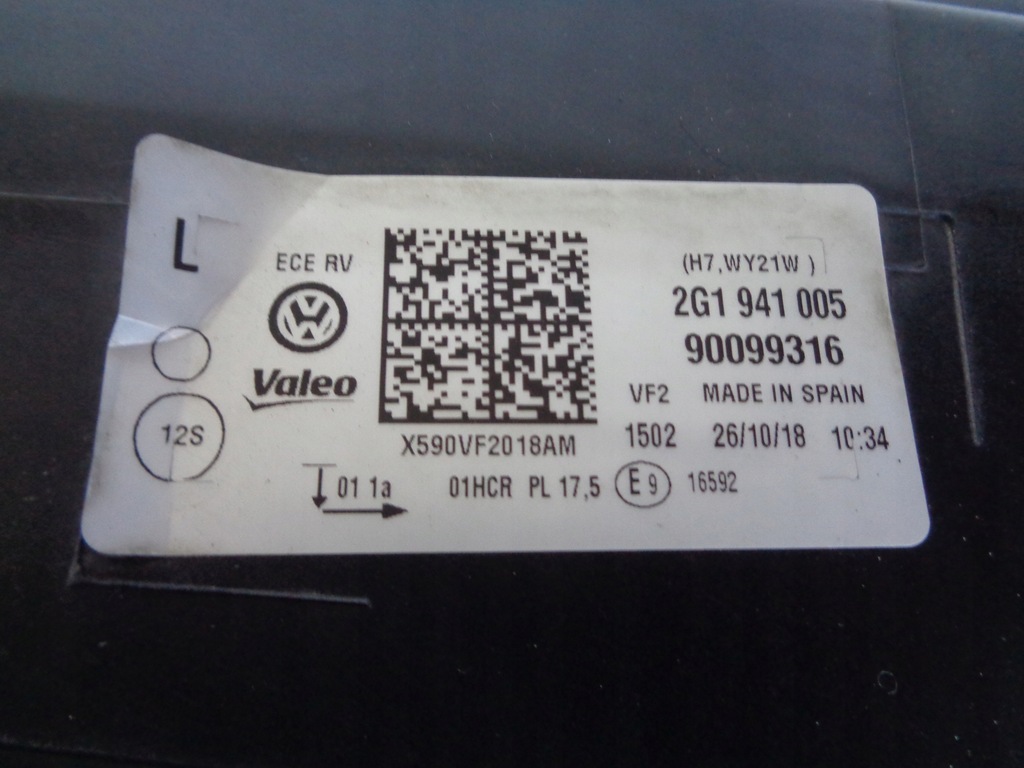 L
ECE RV
Valeo
12S
X590VF2018AM
(H7,WY21W )
2G1 941 005
90099316
VF2 MADE IN SPAIN
1502 26/10/18 10:34
01 1a 01HCR PL 17,5 E9 16592